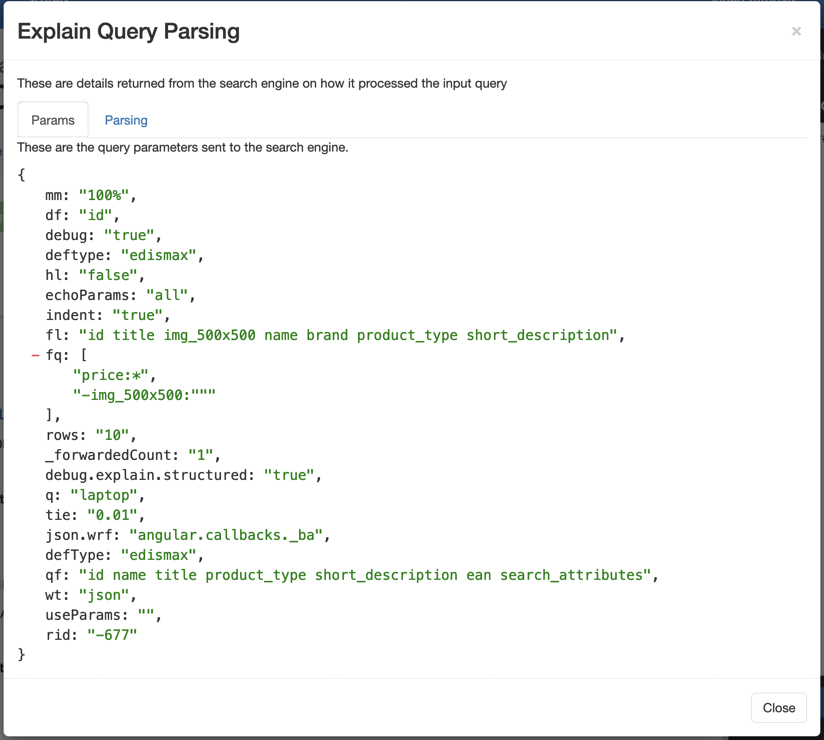 Explain Query Parsing
×
These are details returned from the search engine on how it processed the input query
Params Parsing
These are the query parameters sent to the search engine.
{
mm: "100%",
df: "id",
debug: "true",
deftype: "edismax",
hl: "false",
echoParams: "all",
indent: "true",
fl: "id title img_500x500 name brand product_type short_description",
− fq: [
"price:*",
"-img_500x500:"""
],
rows: "10",
_forwardedCount: "1",
debug.explain.structured: "true",
q: "laptop",
tie: "0.01",
json.wrf: "angular.callbacks._ba",
defType: "edismax",
qf: "id name title product_type short_description ean search_attributes",
wt: "json",
useParams: "",
rid: "-677"
}
Close